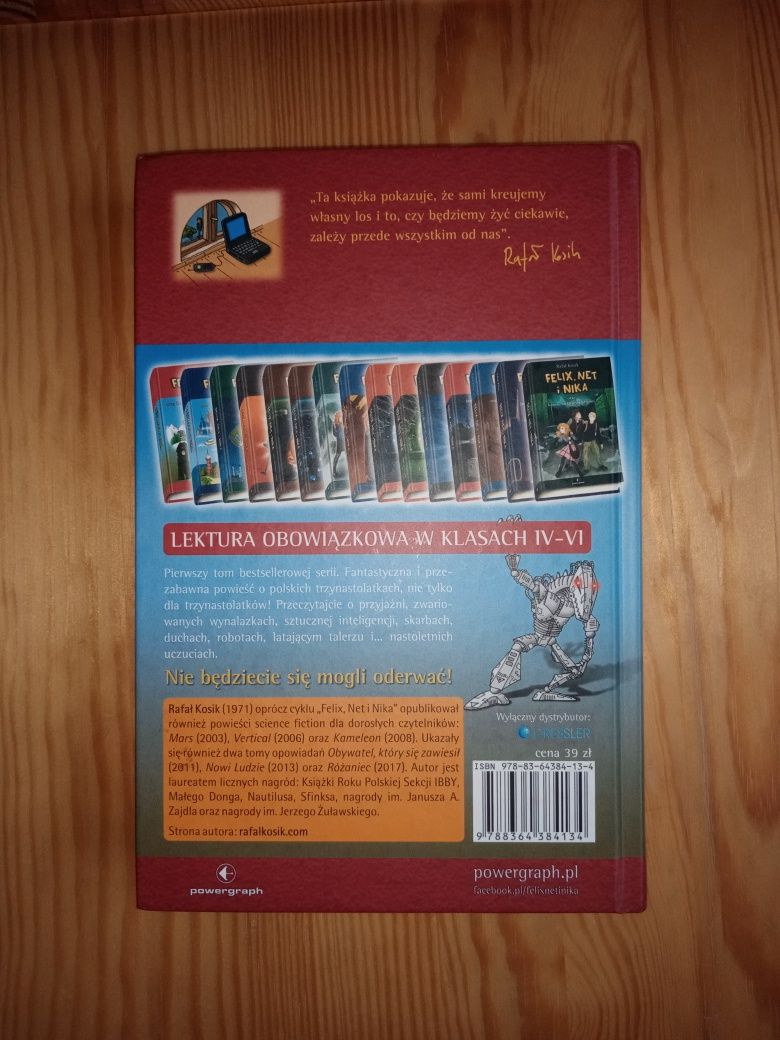 „Ta książka pokazuje, że sami kreujemy
własny los i to, czy będziemy żyć ciekawie,
zależy przede wszystkim od nas”.
Rafał Kosik
Rafał Kosik
FELIX, NET
i NIKA
LEKTURA OBOWIĄZKOWA W KLASACH IV–VI
Pierwszy tom bestsellerowej serii. Fantastyczna i prze-
zabawna powieść o polskich trzynastolatkach, nie tylko
dla trzynastolatków! Przeczytajcie o przyjaźni, zwario-
wanych wynalazkach, sztucznej inteligencji, skarbach,
duchach, robotach, latającym talerzu i... nastoletnich
uczuciach.
Nie będziecie się mogli oderwać!
Rafał Kosik (1971) oprócz cyklu „Felix, Net i Nika” opublikował
również powieści science fiction dla dorosłych czytelników:
Mars (2003), Vertical (2006) oraz Kameleon (2008). Ukazały
się również dwa tomy opowiadań Obywatel, który się zawiesił
(2011), Nowi Ludzie (2013) oraz Różaniec (2017). Autor jest
laureatem licznych nagród: Książki Roku Polskiej Sekcji IBBY,
Małego Donga, Nautilusa, Sfinksa, nagrody im. Janusza A.
Zajdla oraz nagrody im. Jerzego Żuławskiego.
Strona autora: rafalkosik.com
Wyłączny dystrybutor:
DRESSLER
cena 39 zł
ISBN 978-83-64384-13-4
9 788364 384134
powergraph
powergraph.pl
facebook.pl/felixnetinika